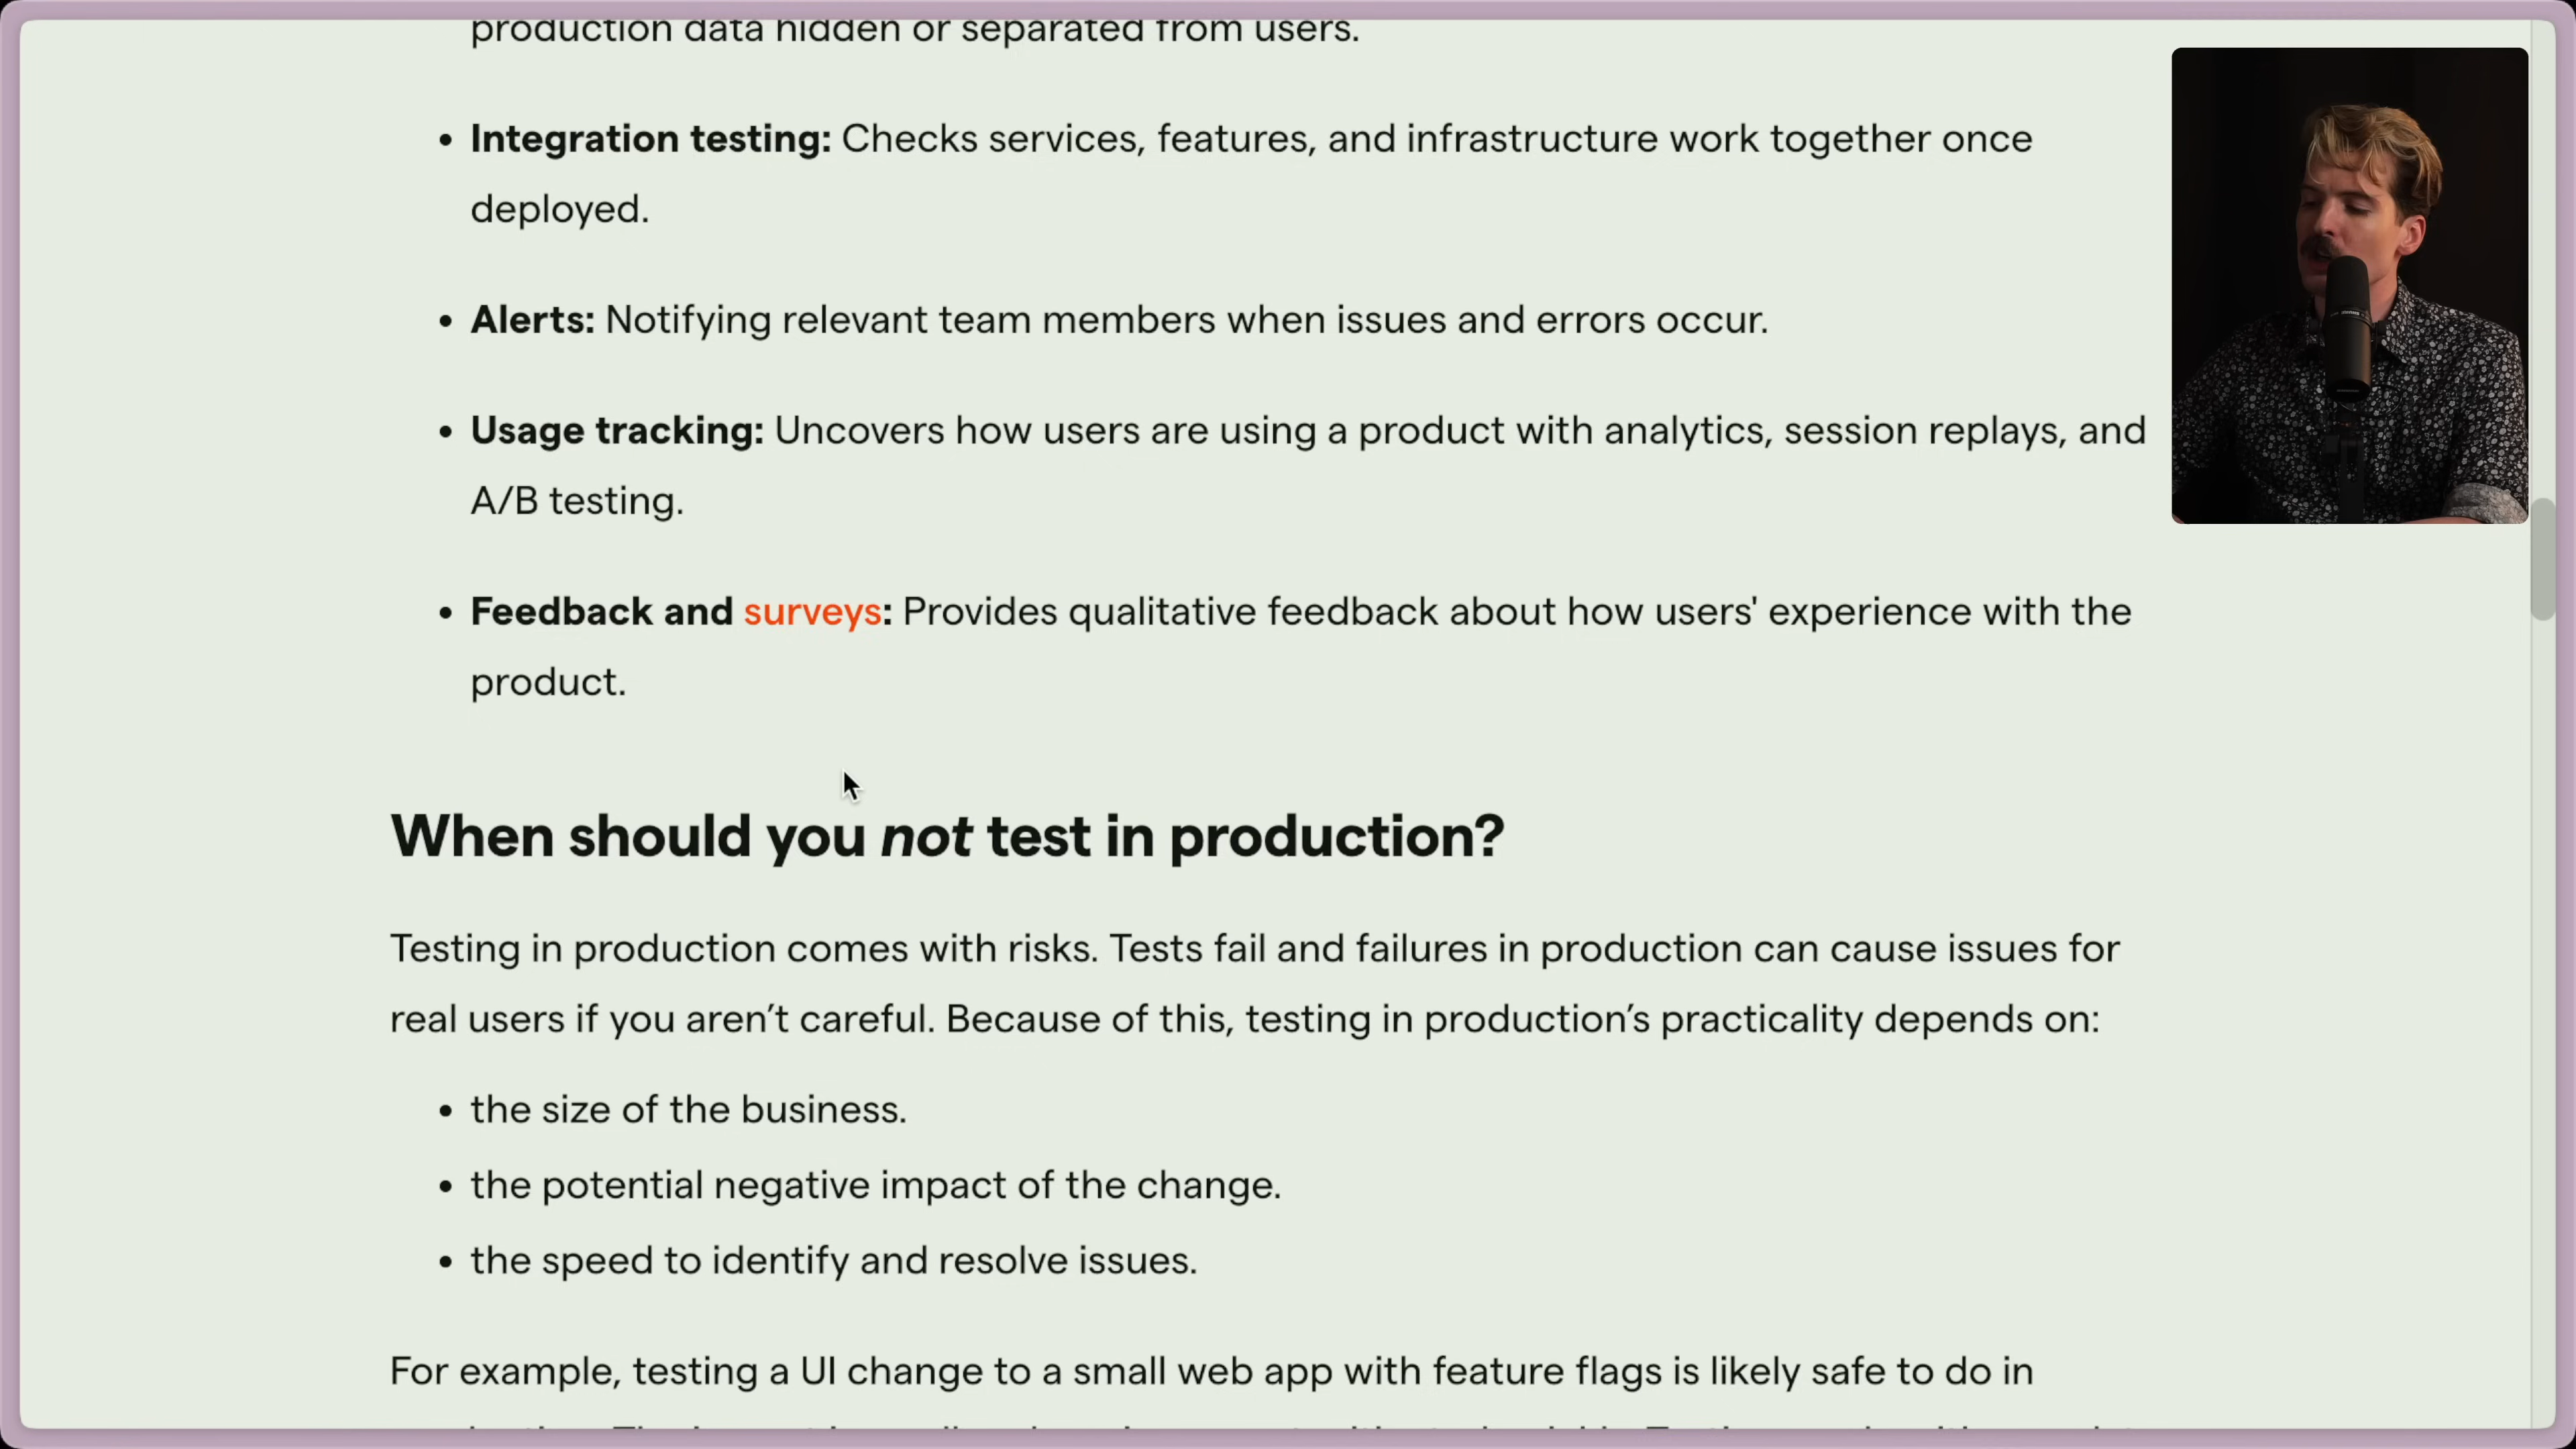 production data hidden or separated from users.
• Integration testing: Checks services, features, and infrastructure work together once
deployed.
• Alerts: Notifying relevant team members when issues and errors occur.
• Usage tracking: Uncovers how users are using a product with analytics, session replays, and
A/B testing.
• Feedback and surveys: Provides qualitative feedback about how users' experience with the
product.
When should you not test in production?
Testing in production comes with risks. Tests fail and failures in production can cause issues for
real users if you aren’t careful. Because of this, testing in production’s practicality depends on:
• the size of the business.
• the potential negative impact of the change.
• the speed to identify and resolve issues.
For example, testing a UI change to a small web app with feature flags is likely safe to do in